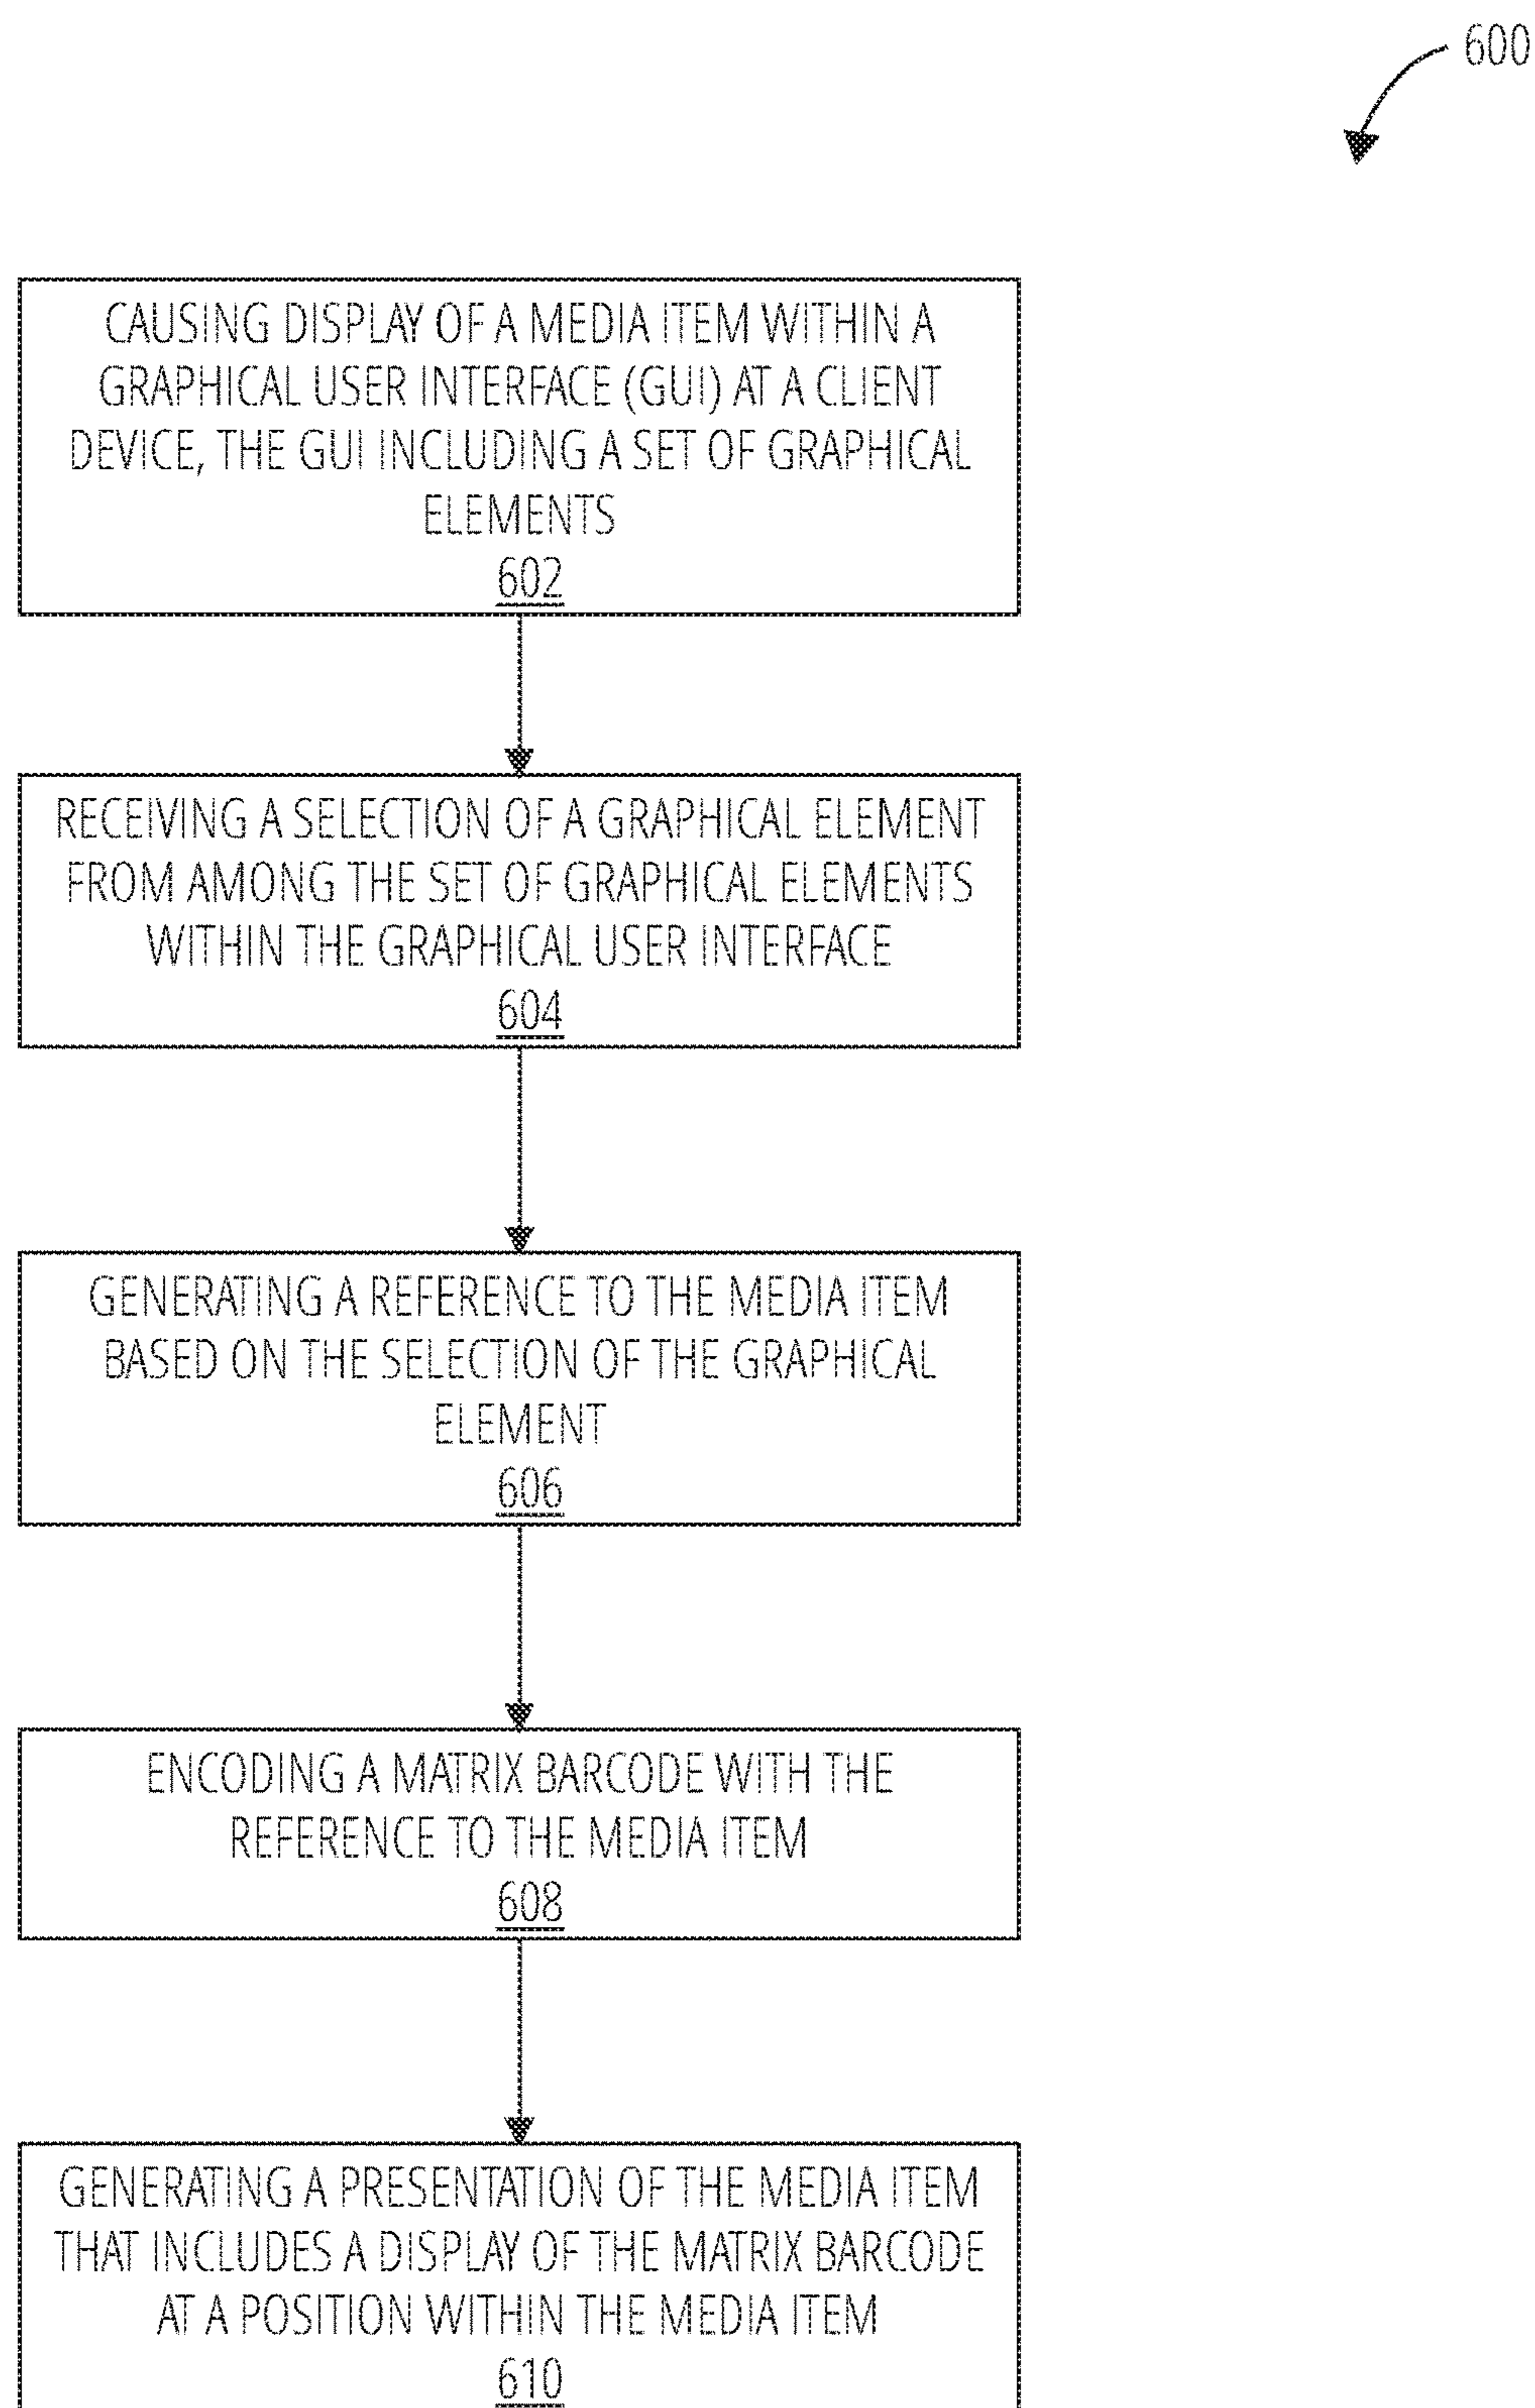 600
CAUSING DISPLAY OF A MEDIA ITEM WITHIN A
GRAPHICAL USER INTERFACE (GUI) AT A CLIENT
DEVICE, THE GUI INCLUDING A SET OF GRAPHICAL
ELEMENTS
602
RECEIVING A SELECTION OF A GRAPHICAL ELEMENT
FROM AMONG THE SET OF GRAPHICAL ELEMENTS
WITHIN THE GRAPHICAL USER INTERFACE
604
GENERATING A REFERENCE TO THE MEDIA ITEM
BASED ON THE SELECTION OF THE GRAPHICAL
ELEMENT
606
ENCODING A MATRIX BARCODE WITH THE
REFERENCE TO THE MEDIA ITEM
608
GENERATING A PRESENTATION OF THE MEDIA ITEM
THAT INCLUDES A DISPLAY OF THE MATRIX BARCODE
AT A POSITION WITHIN THE MEDIA ITEM
610